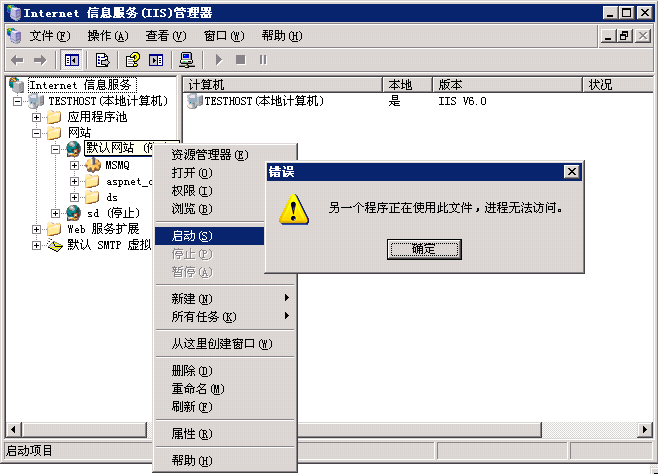 Internet 信息服务(IIS)管理器
文件(F) 操作(A) 查看(V) 窗口(W) 帮助(H)
Internet 信息服务
计算机 本地 版本 状况
TESTHOST(本地计算机)
TESTHOST(本地计算机) 是 IIS V6.0
应用程序池
网站
默认网站 (停
MSMQ
aspnet_c
ds
sd (停止)
Web 服务扩展
默认 SMTP 虚拟
资源管理器(E)
打开(O)
权限(I)
浏览(B)
启动(S)
停止(P)
暂停(A)
新建(N)
所有任务(K)
从这里创建窗口(W)
删除(D)
重命名(M)
刷新(F)
属性(R)
帮助(H)
错误
另一个程序正在使用此文件，进程无法访问。
确定
启动项目